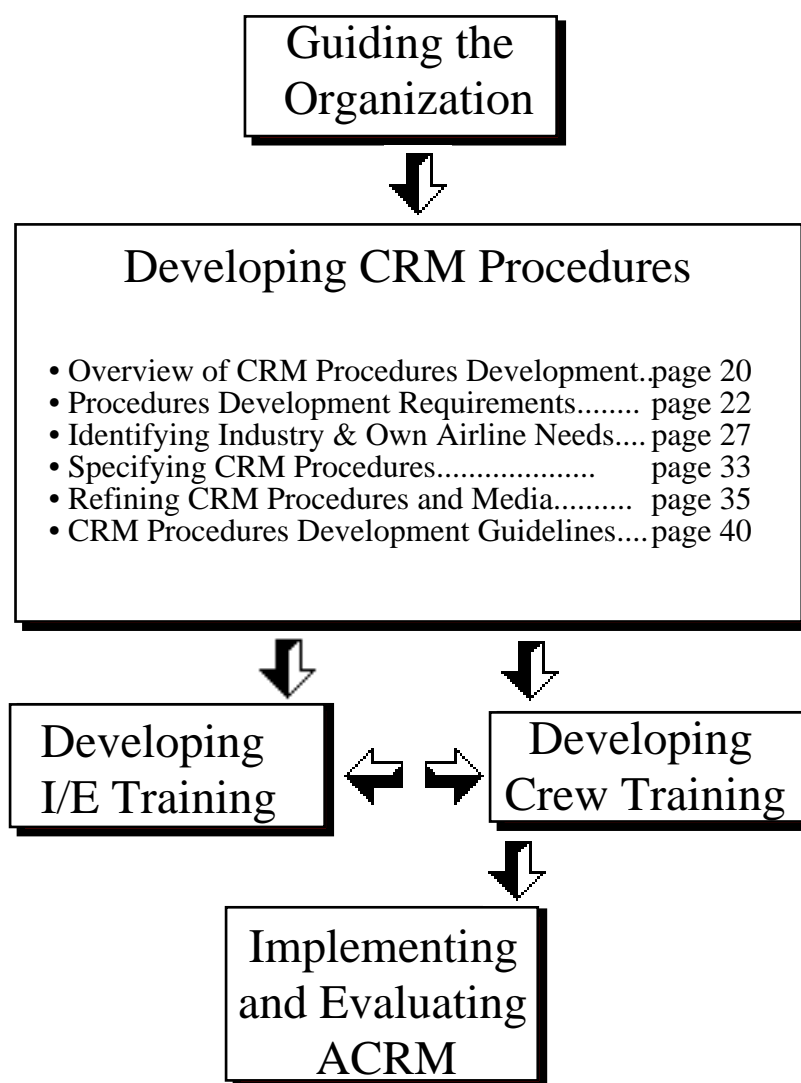 Guiding the
Organization
Developing CRM Procedures
• Overview of CRM Procedures Development..page 20
• Procedures Development Requirements........ page 22
• Identifying Industry & Own Airline Needs....page 27
• Specifying CRM Procedures.................... page 33
• Refining CRM Procedures and Media.......... page 35
• CRM Procedures Development Guidelines....page 40
Developing
I/E Training
Developing
Crew Training
Implementing
and Evaluating
ACRM